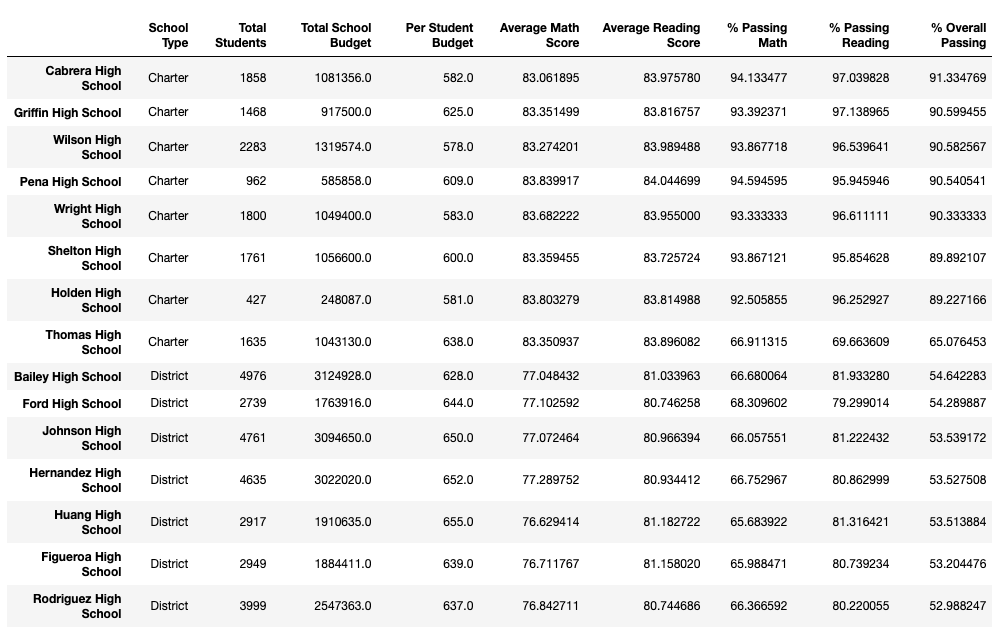 School Type Total Students Total School Budget Per Student Budget Average Math Score Average Reading Score % Passing Math % Passing Reading % Overall Passing
Cabrera High School Charter 1858 1081356.0 582.0 83.061895 83.975780 94.133477 97.039828 91.334769
Griffin High School Charter 1468 917500.0 625.0 83.351499 83.816757 93.392371 97.138965 90.599455
Wilson High School Charter 2283 1319574.0 578.0 83.274201 83.989488 93.867718 96.539641 90.582567
Pena High School Charter 962 585858.0 609.0 83.839917 84.044699 94.594595 95.945946 90.540541
Wright High School Charter 1800 1049400.0 583.0 83.682222 83.955000 93.333333 96.611111 90.333333
Shelton High School Charter 1761 1056600.0 600.0 83.359455 83.725724 93.867121 95.854628 89.892107
Holden High School Charter 427 248087.0 581.0 83.803279 83.814988 92.505855 96.252927 89.227166
Thomas High School Charter 1635 1043130.0 638.0 83.350937 83.896082 66.911315 69.663609 65.076453
Bailey High School District 4976 3124928.0 628.0 77.048432 81.033963 66.680064 81.933280 54.642283
Ford High School District 2739 1763916.0 644.0 77.102592 80.746258 68.309602 79.299014 54.289887
Johnson High School District 4761 3094650.0 650.0 77.072464 80.966394 66.057551 81.222432 53.539172
Hernandez High School District 4635 3022020.0 652.0 77.289752 80.934412 66.752967 80.862999 53.527508
Huang High School District 2917 1910635.0 655.0 76.629414 81.182722 65.683922 81.316421 53.513884
Figueroa High School District 2949 1884411.0 639.0 76.711767 81.158020 65.988471 80.739234 53.204476
Rodriguez High School District 3999 2547363.0 637.0 76.842711 80.744686 66.366592 80.220055 52.988247